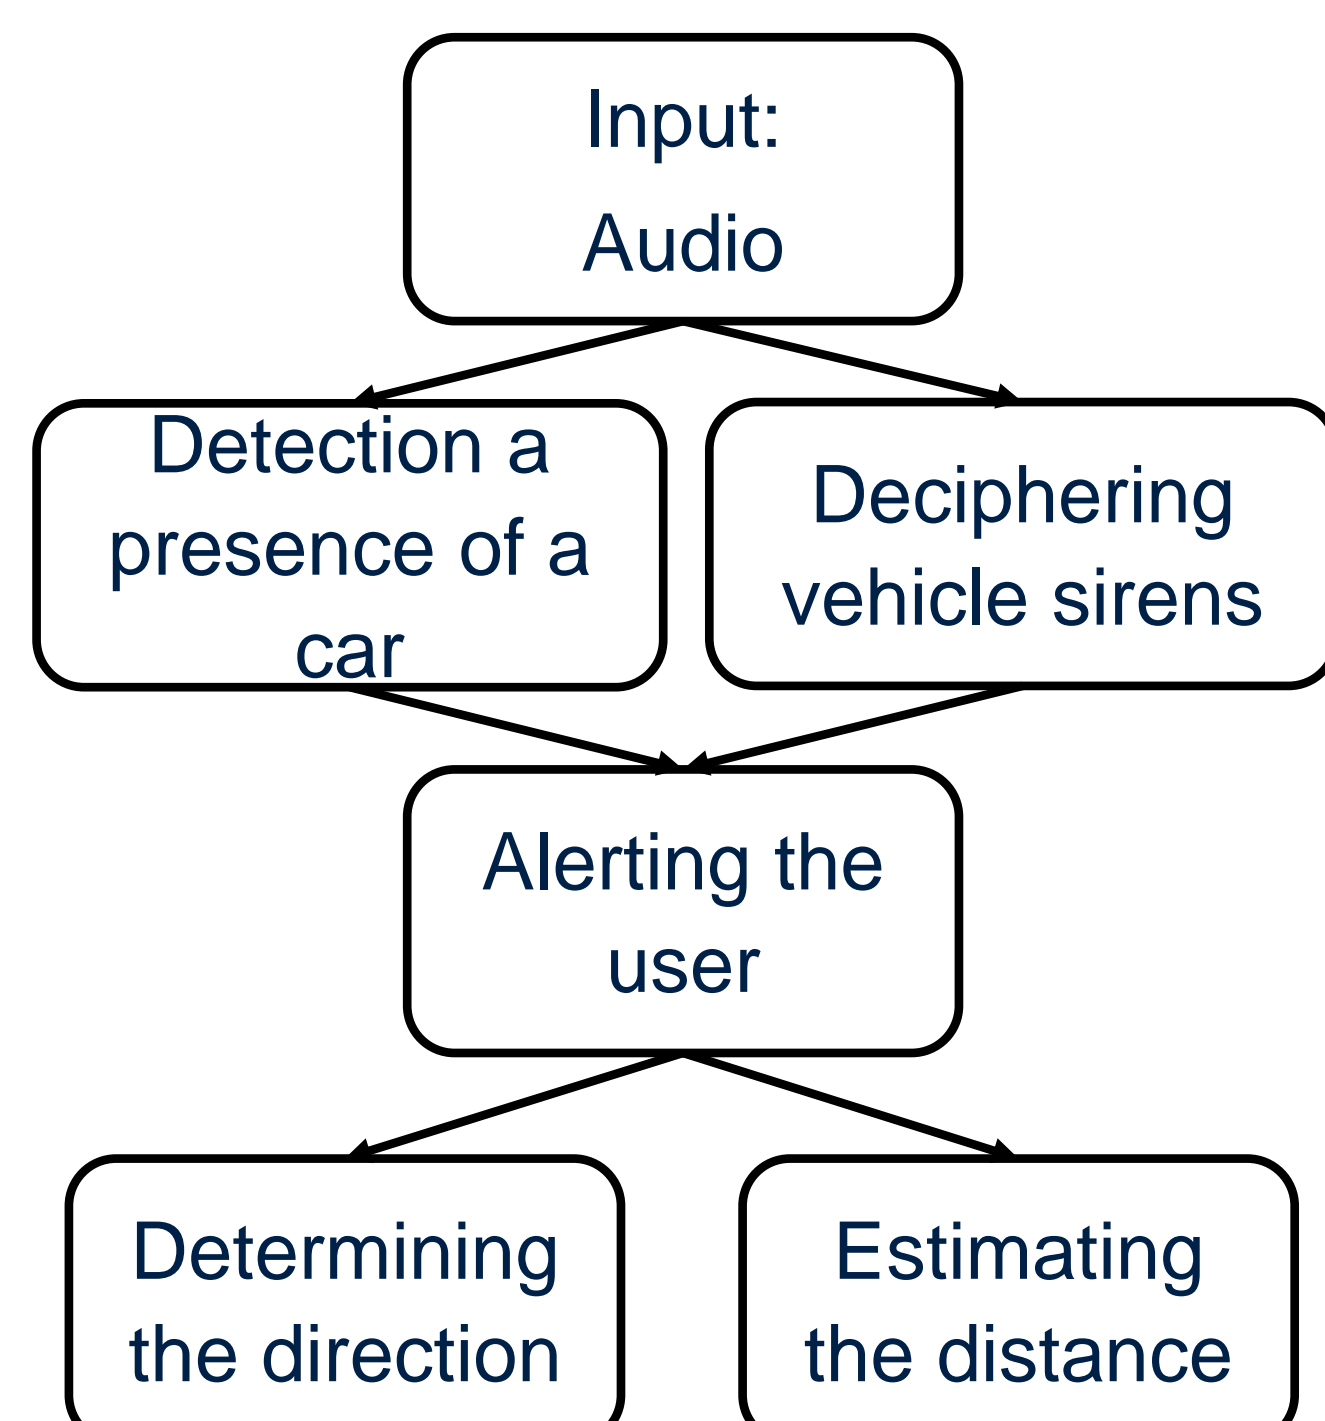 Input:
Audio
Detection a
presence of a
car
Deciphering
vehicle sirens
Alerting the
user
Determining
the direction
Estimating
the distance